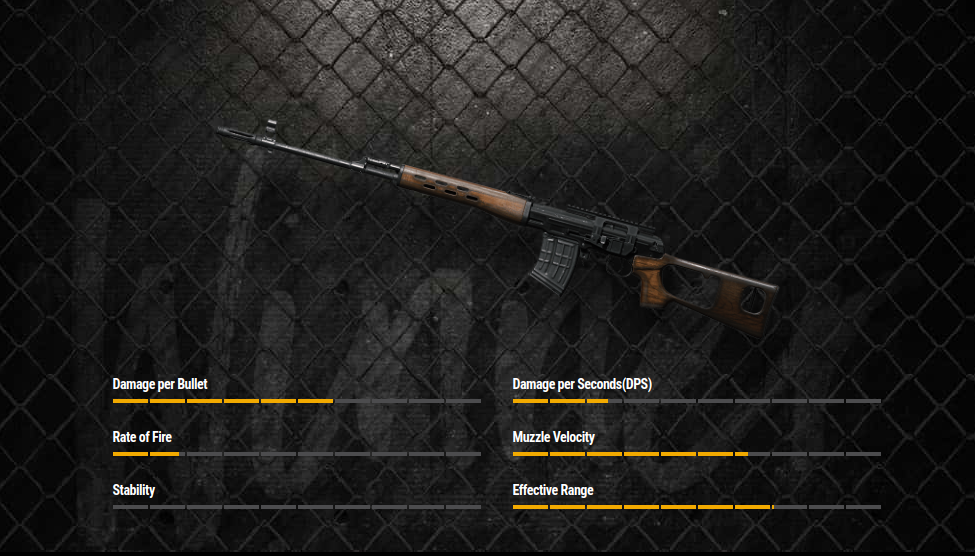 Damage per Bullet
Damage per Seconds(DPS)
Rate of Fire
Muzzle Velocity
Stability
Effective Range